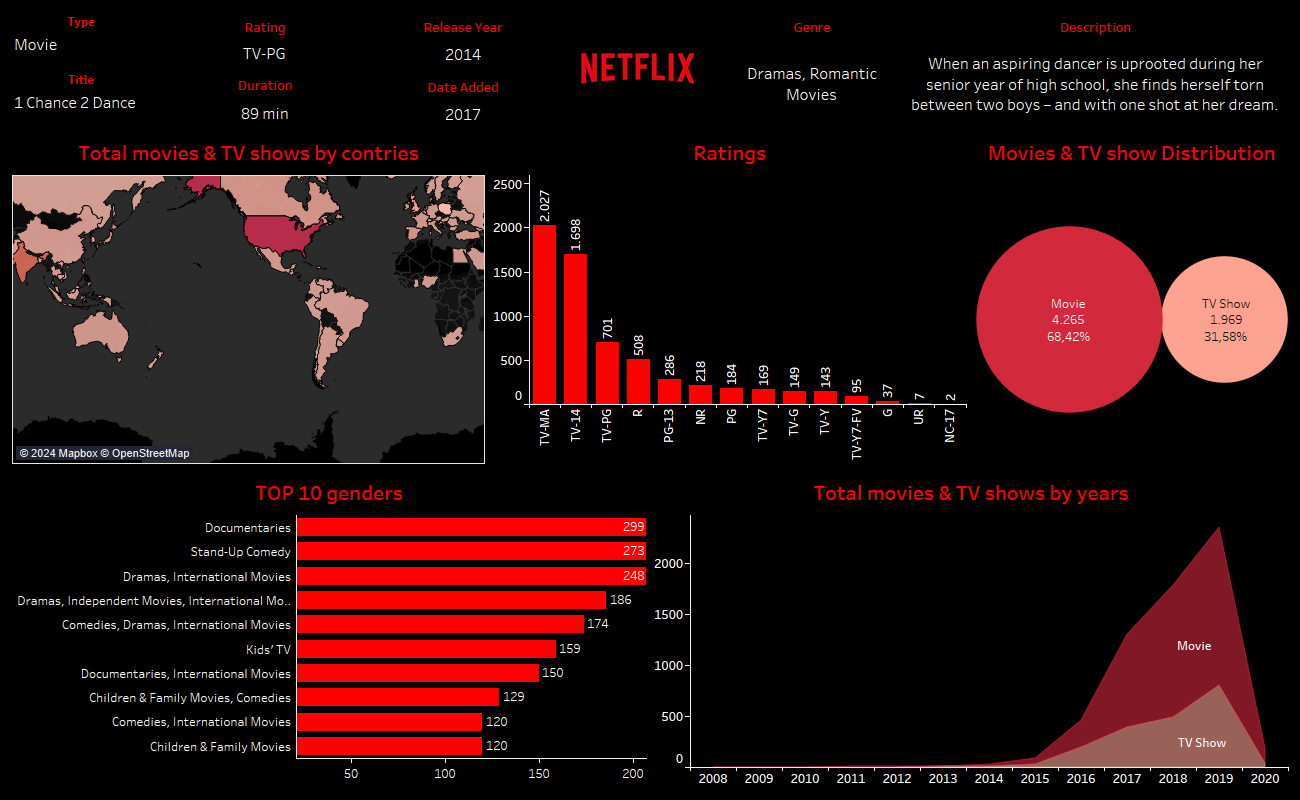 Type
Movie
Title
1 Chance 2 Dance
Rating
TV-PG
Duration
89 min
Release Year
2014
Date Added
2017
NETFLIX
Genre
Dramas, Romantic
Movies
Description
When an aspiring dancer is uprooted during her
senior year of high school, she finds herself torn
between two boys – and with one shot at her dream.
Total movies & TV shows by contries
© 2024 Mapbox © OpenStreetMap
Ratings
2500
2000
1500
1000
500
0
2.027
1.698
701
508
286
218
184
169
149
143
95
37
7
2
TV-MA
TV-14
TV-PG
R
PG-13
NR
PG
TV-Y7
TV-G
TV-Y
TV-Y7-FV
G
UR
NC-17
Movies & TV show Distribution
Movie
4.265
68,42%
TV Show
1.969
31,58%
TOP 10 genders
Documentaries 299
Stand-Up Comedy 273
Dramas, International Movies 248
Dramas, Independent Movies, International Mo.. 186
Comedies, Dramas, International Movies 174
Kids' TV 159
Documentaries, International Movies 150
Children & Family Movies, Comedies 129
Comedies, International Movies 120
Children & Family Movies 120
50 100 150 200
Total movies & TV shows by years
2000
1500
1000
500
0
Movie
TV Show
2008 2009 2010 2011 2012 2013 2014 2015 2016 2017 2018 2019 2020